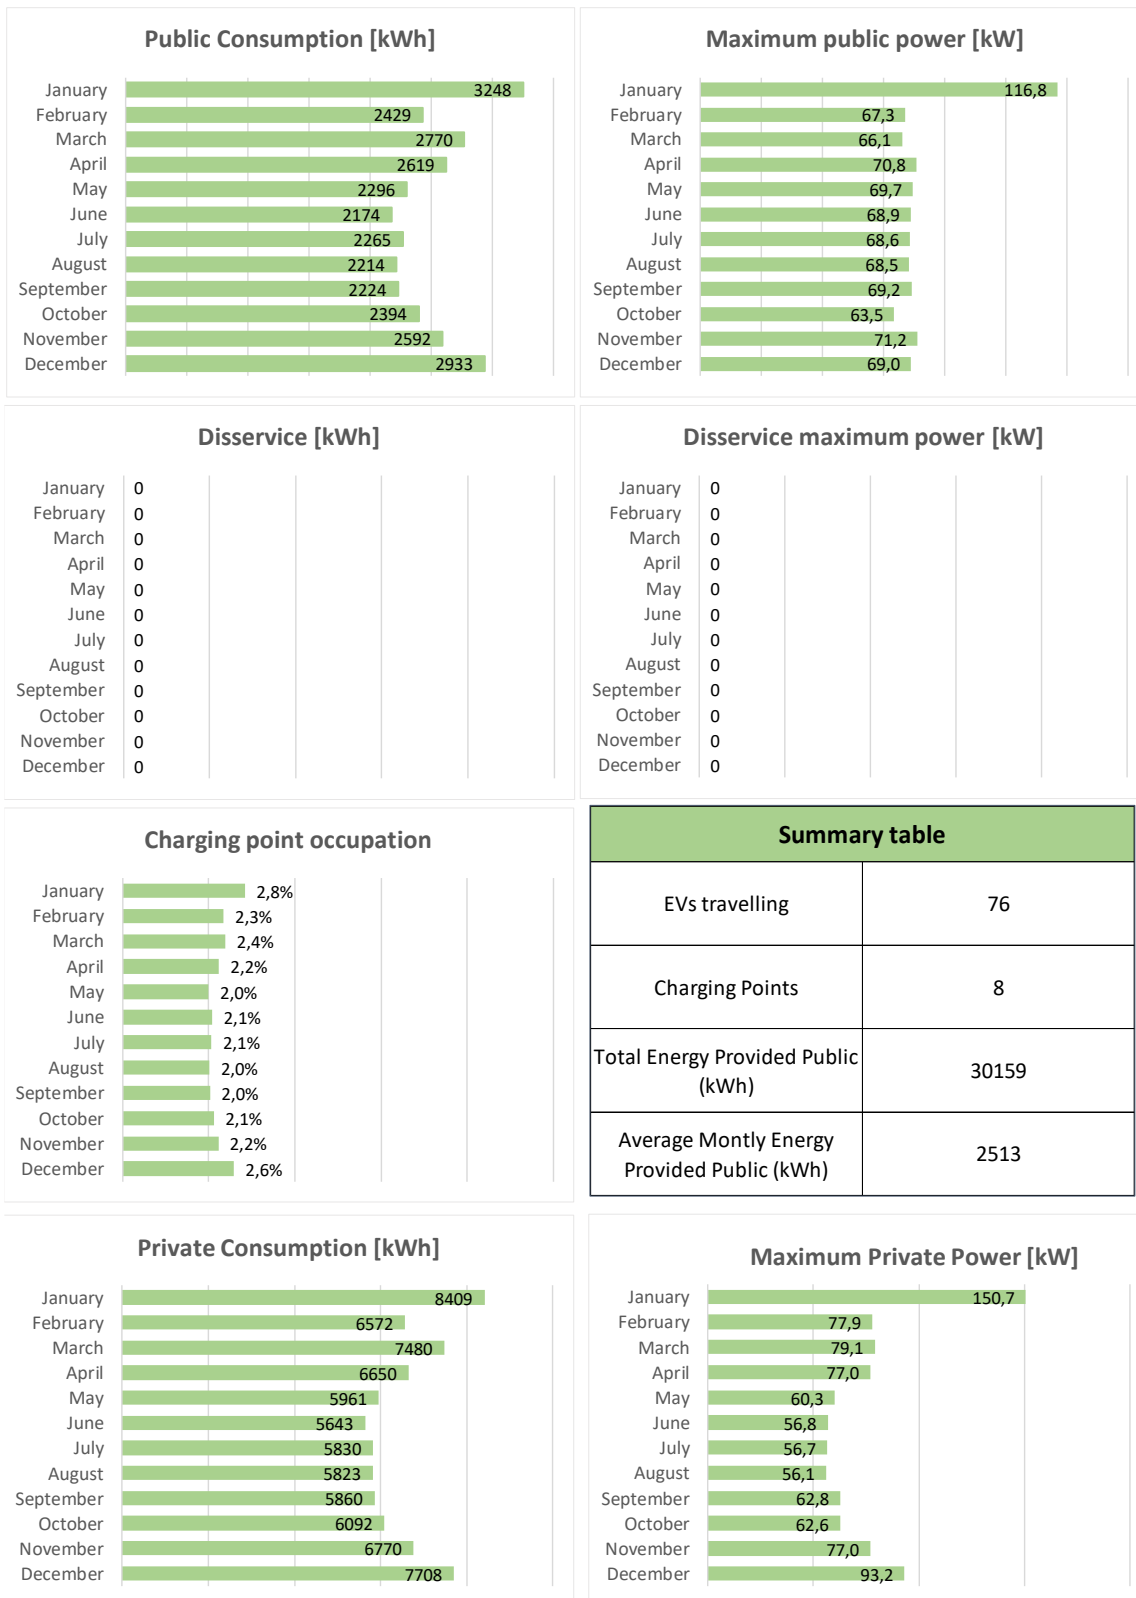 Public Consumption [kWh]
January 3248
February 2429
March 2770
April 2619
May 2296
June 2174
July 2265
August 2214
September 2224
October 2394
November 2592
December 2933
Maximum public power [kW]
January 116,8
February 67,3
March 66,1
April 70,8
May 69,7
June 68,9
July 68,6
August 68,5
September 69,2
October 63,5
November 71,2
December 69,0
Disservice [kWh]
January 0
February 0
March 0
April 0
May 0
June 0
July 0
August 0
September 0
October 0
November 0
December 0
Disservice maximum power [kW]
January 0
February 0
March 0
April 0
May 0
June 0
July 0
August 0
September 0
October 0
November 0
December 0
Charging point occupation
January 2,8%
February 2,3%
March 2,4%
April 2,2%
May 2,0%
June 2,1%
July 2,1%
August 2,0%
September 2,0%
October 2,1%
November 2,2%
December 2,6%
Summary table
EVs travelling 76
Charging Points 8
Total Energy Provided Public
(kWh) 30159
Average Montly Energy
Provided Public (kWh) 2513
Private Consumption [kWh]
January 8409
February 6572
March 7480
April 6650
May 5961
June 5643
July 5830
August 5823
September 5860
October 6092
November 6770
December 7708
Maximum Private Power [kW]
January 150,7
February 77,9
March 79,1
April 77,0
May 60,3
June 56,8
July 56,7
August 56,1
September 62,8
October 62,6
November 77,0
December 93,2